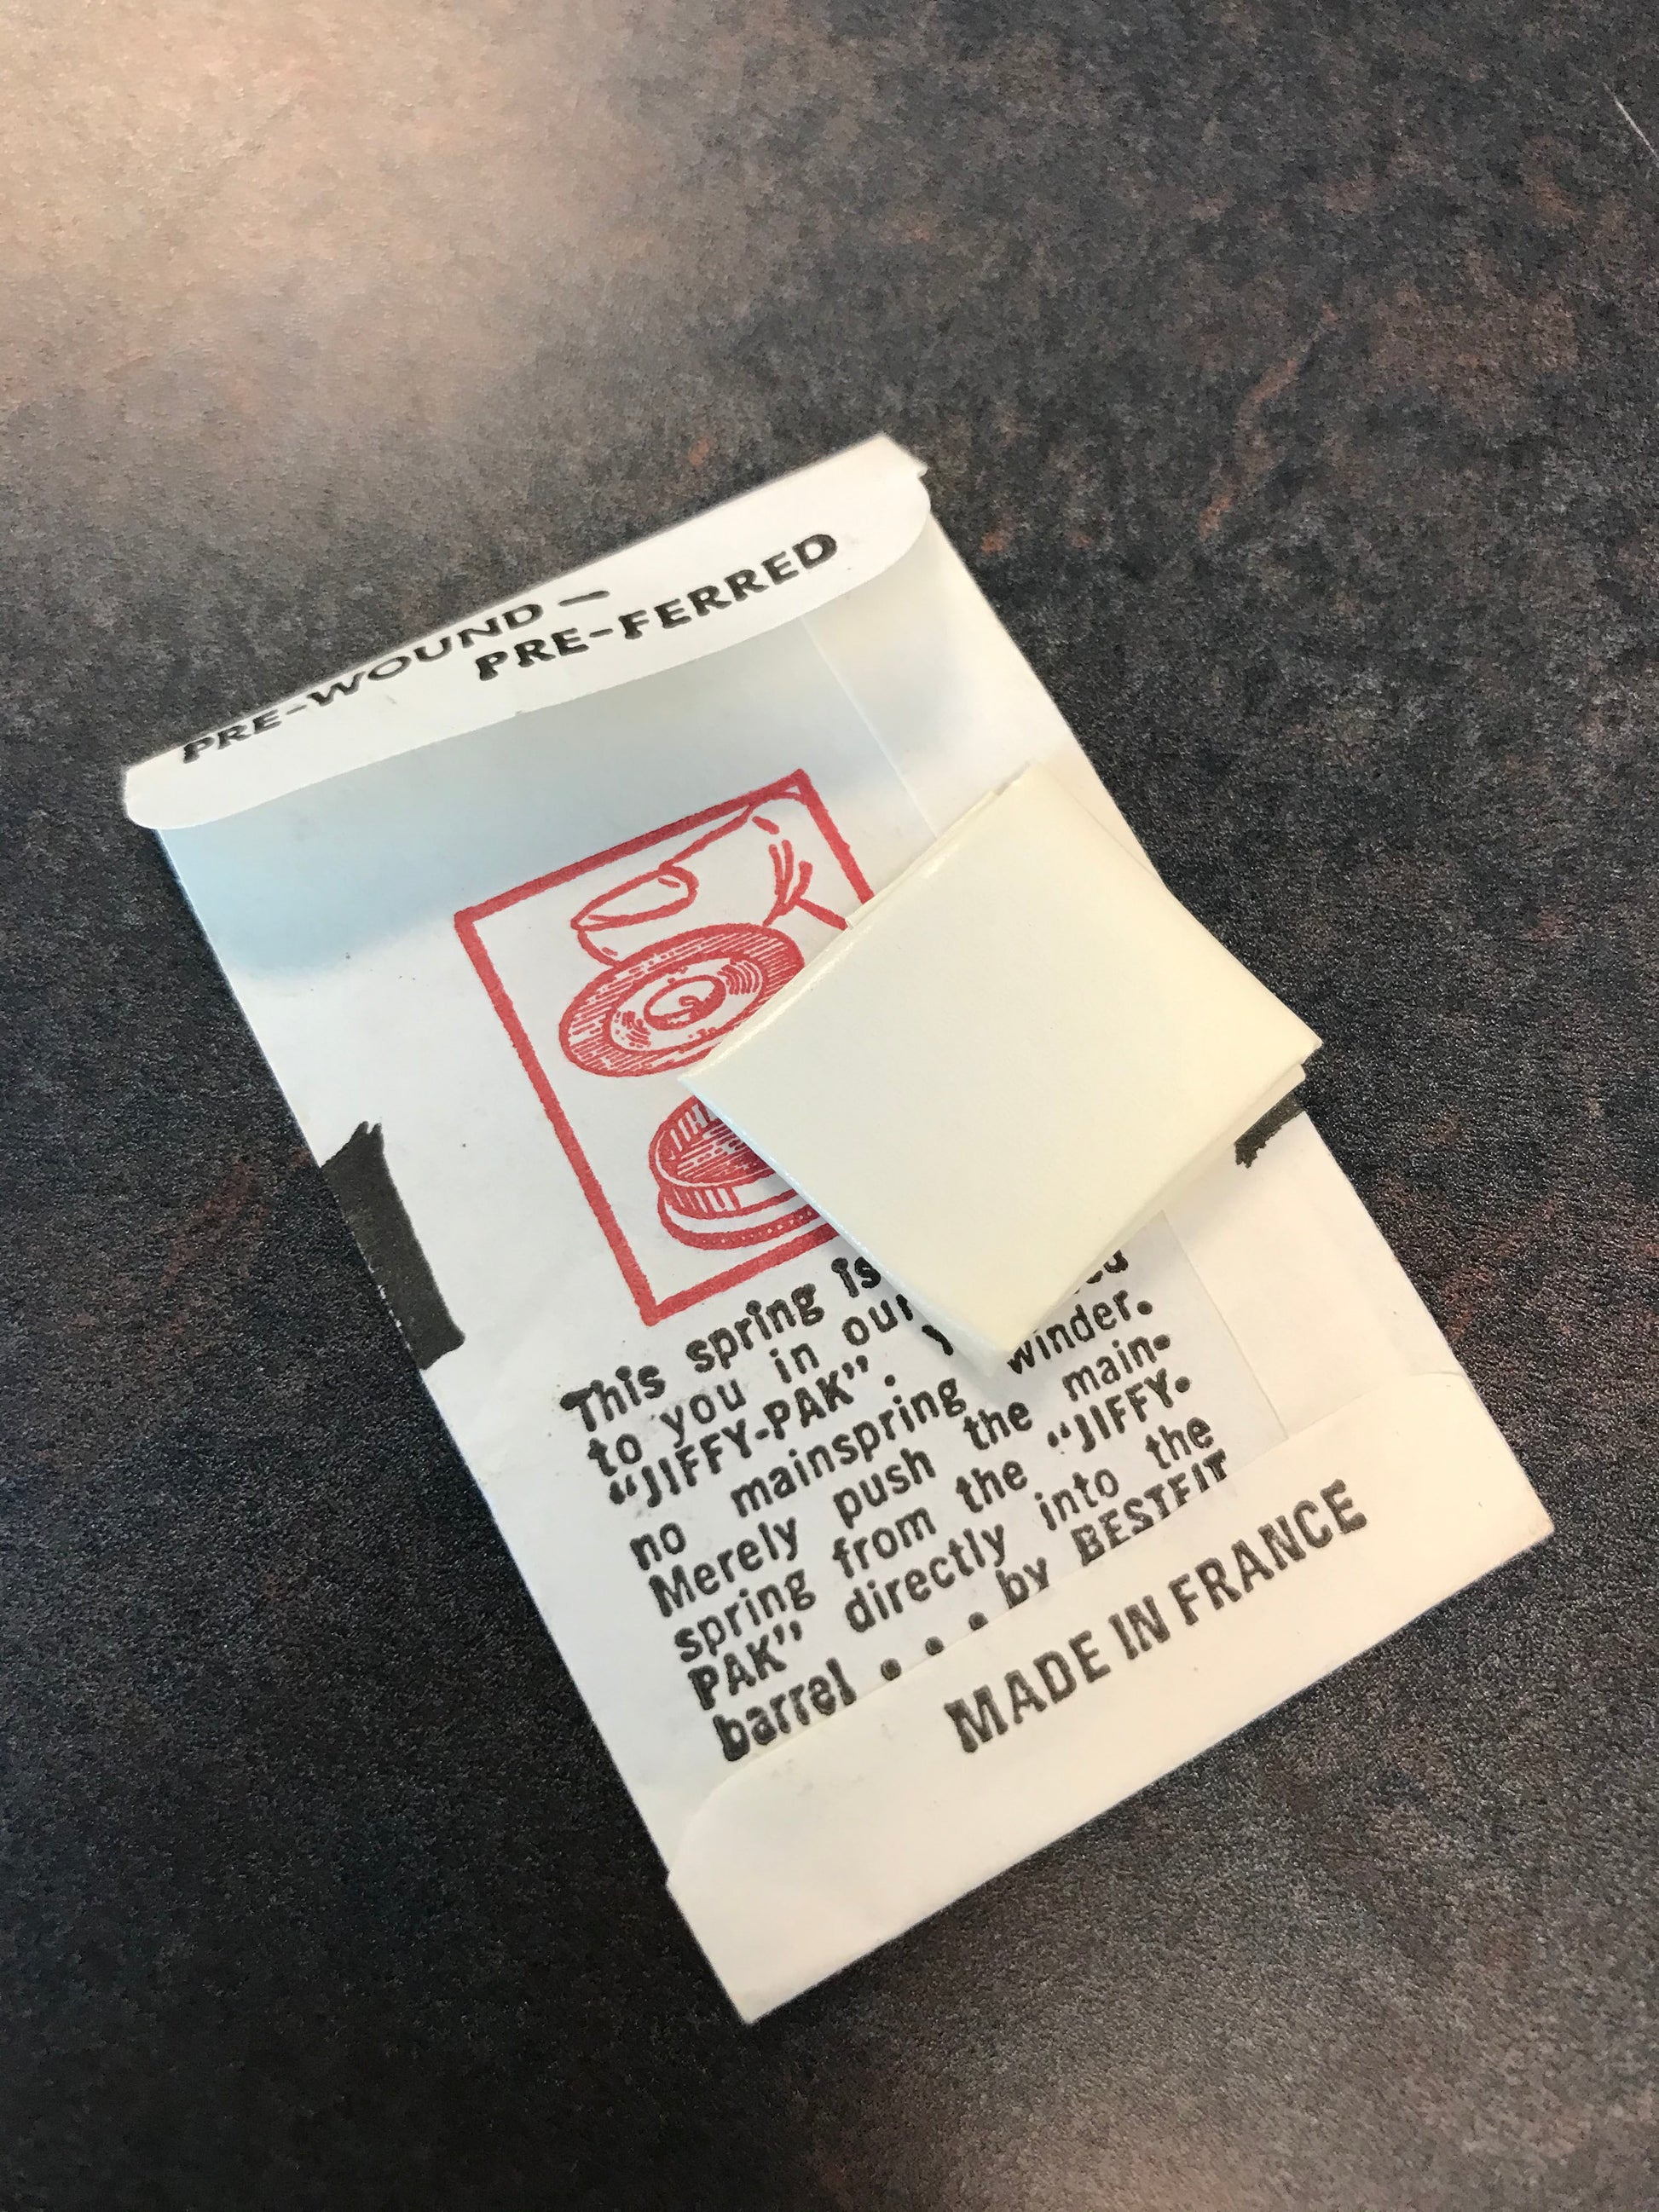 PRE-WOUND —
PRE-FERRED
This spring is
to you in our
"JIFFY-PAK".
no mainspring winder.
Merely push the main-
spring from the "JIFFY-
PAK" directly into the
barrel . . . by BESTFIT
MADE IN FRANCE